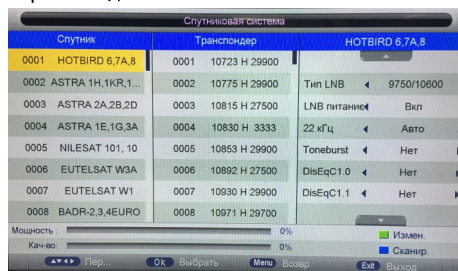 Спутниковая система
Спутник
Транспондер
HOTBIRD 6,7A,8
0001 HOTBIRD 6,7A,8
0001 10723 H 29900
0002 ASTRA 1H,1KR,1...
0002 10775 H 29900
Тип LNB 9750/10600
0003 ASTRA 2A,2B,2D
0003 10815 H 27500
LNB питание Вкл
0004 ASTRA 1E,1G,3A
0004 10830 H 3333
22 кГц Авто
0005 NILESAT 101, 10
0005 10853 H 29900
Toneburst Нет
0006 EUTELSAT W3A
0006 10892 H 27500
DisEqC1.0 Нет
0007 EUTELSAT W1
0007 10930 H 29900
DisEqC1.1 Нет
0008 BADR-2,3,4EURO
0008 10971 H 29700
Мощность : 0%
Измен.
Кач-во: 0%
Сканир.
Пер... Ok Выбрать Menu Возвр. Exit Выход